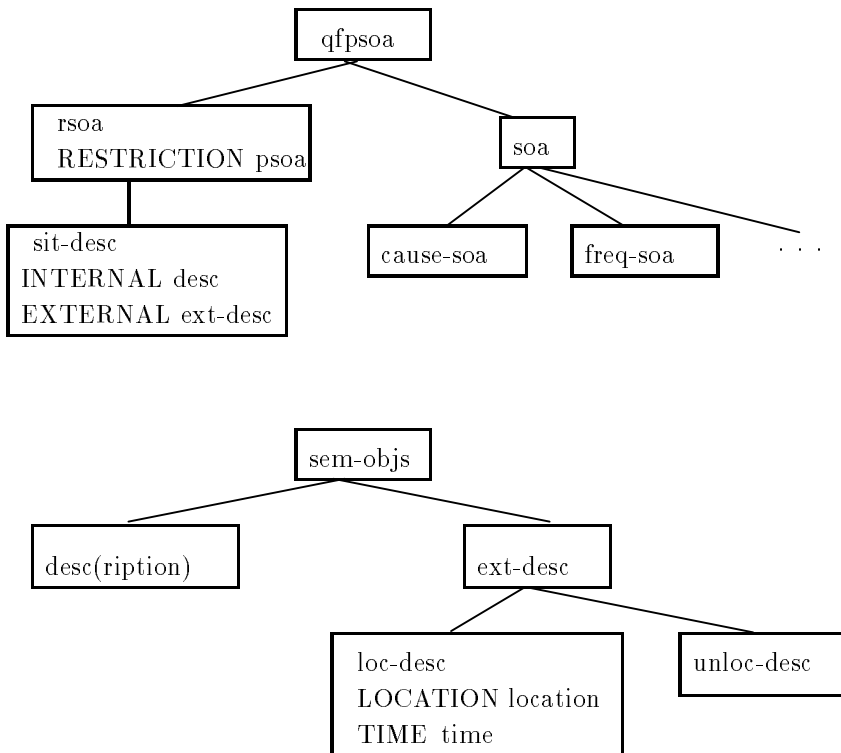 qfpsoa
rsoa
RESTRICTION psoa
soa
sit-desc
INTERNAL desc
EXTERNAL ext-desc
cause-soa
freq-soa
. . .
sem-objs
desc(ription)
ext-desc
loc-desc
LOCATION location
TIME time
unloc-desc